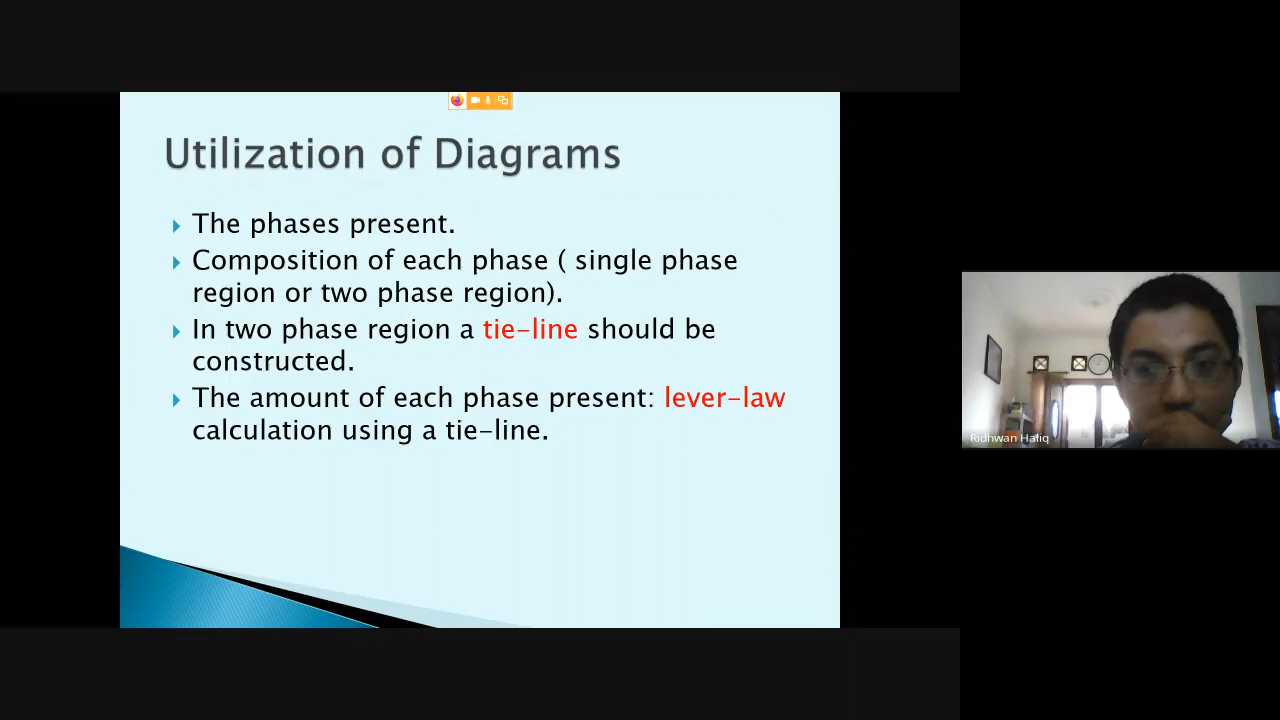 Utilization of Diagrams
The phases present.
Composition of each phase ( single phase
region or two phase region).
In two phase region a tie-line should be
constructed.
The amount of each phase present: lever-law
calculation using a tie-line.
Ridhwan Haliq